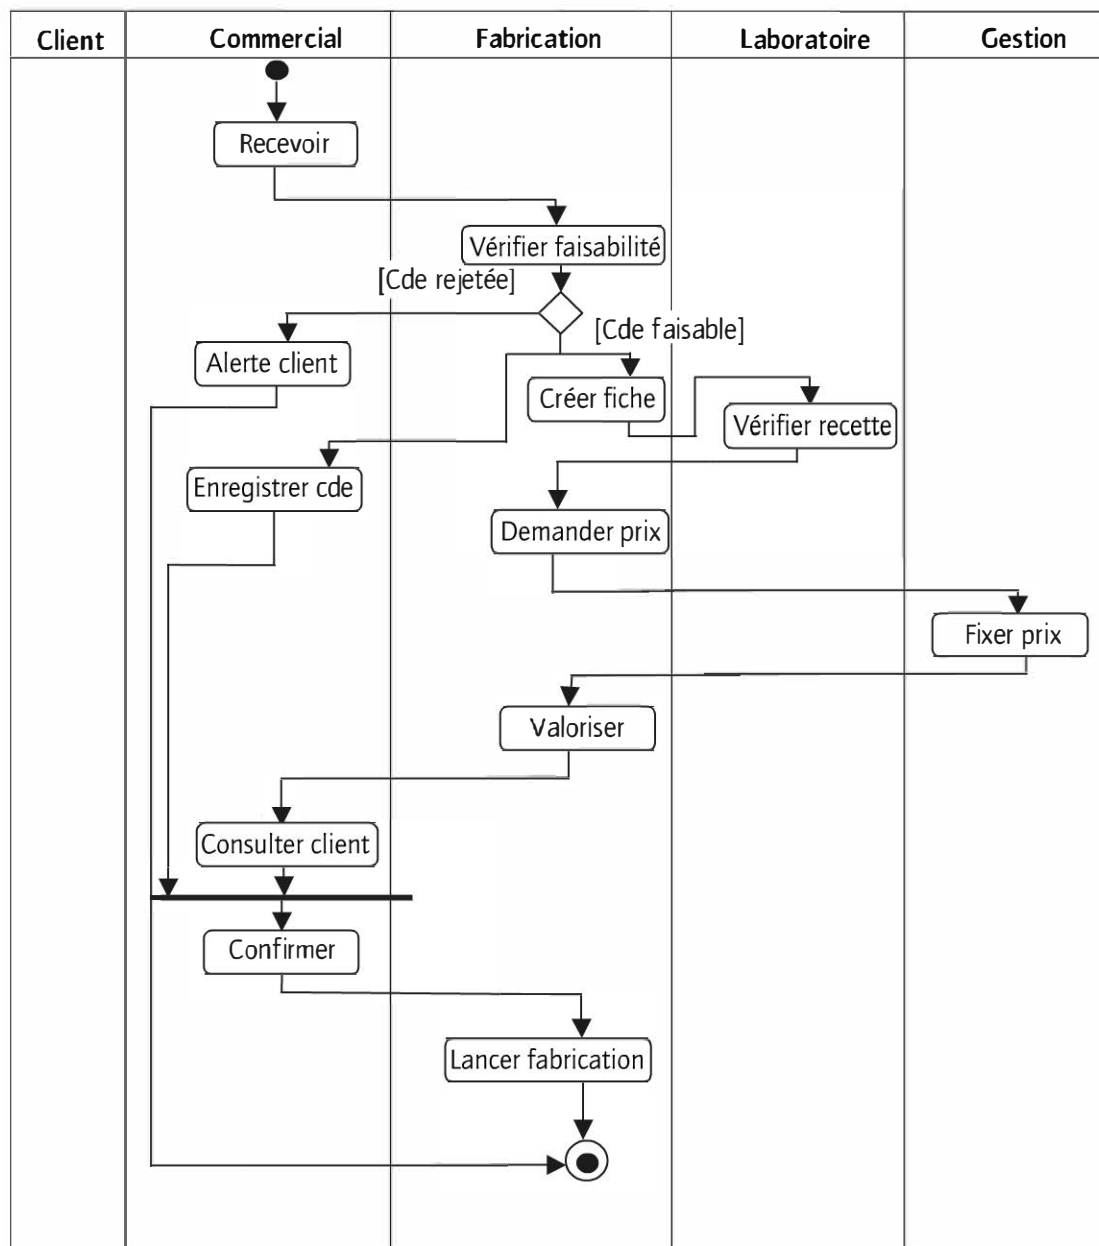 Client
Commercial
Fabrication
Laboratoire
Gestion
Recevoir
Vérifier faisabilité
[Cde rejetée]
[Cde faisable]
Alerte client
Créer fiche
Vérifier recette
Enregistrer cde
Demander prix
Fixer prix
Valoriser
Consulter client
Confirmer
Lancer fabrication